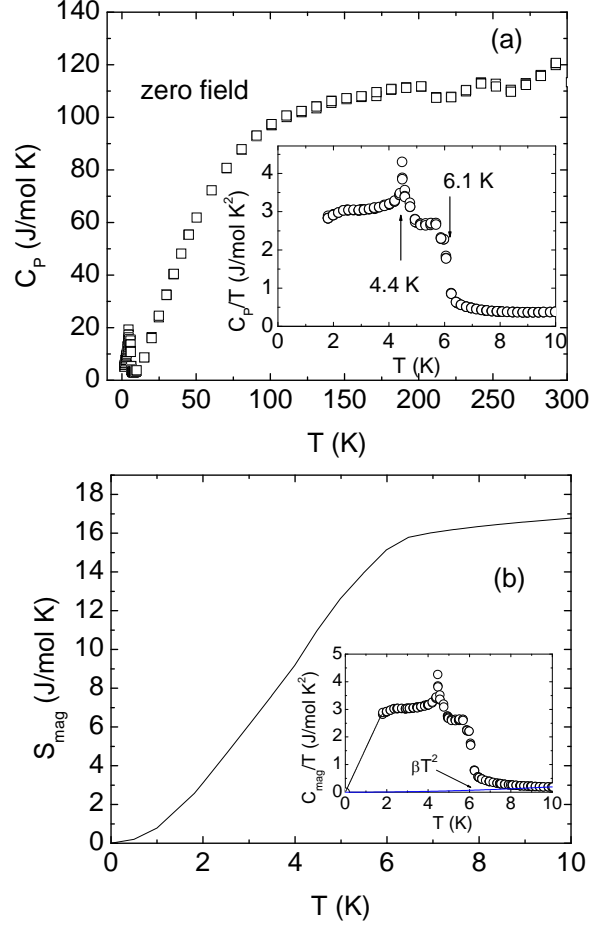 140
(a)
120
zero field
100
80
60
40
20
0
C_P (J/mol K)
0 50 100 150 200 250 300
T (K)
4
3
2
1
0
C_P/T (J/mol K²)
6.1 K
4.4 K
0 2 4 6 8 10
T (K)
18
16
14
12
10
8
6
4
2
0
S_mag (J/mol K)
(b)
0 2 4 6 8 10
T (K)
5
4
3
2
1
0
C_mag/T (J/mol K²)
βT²
0 2 4 6 8 10
T (K)